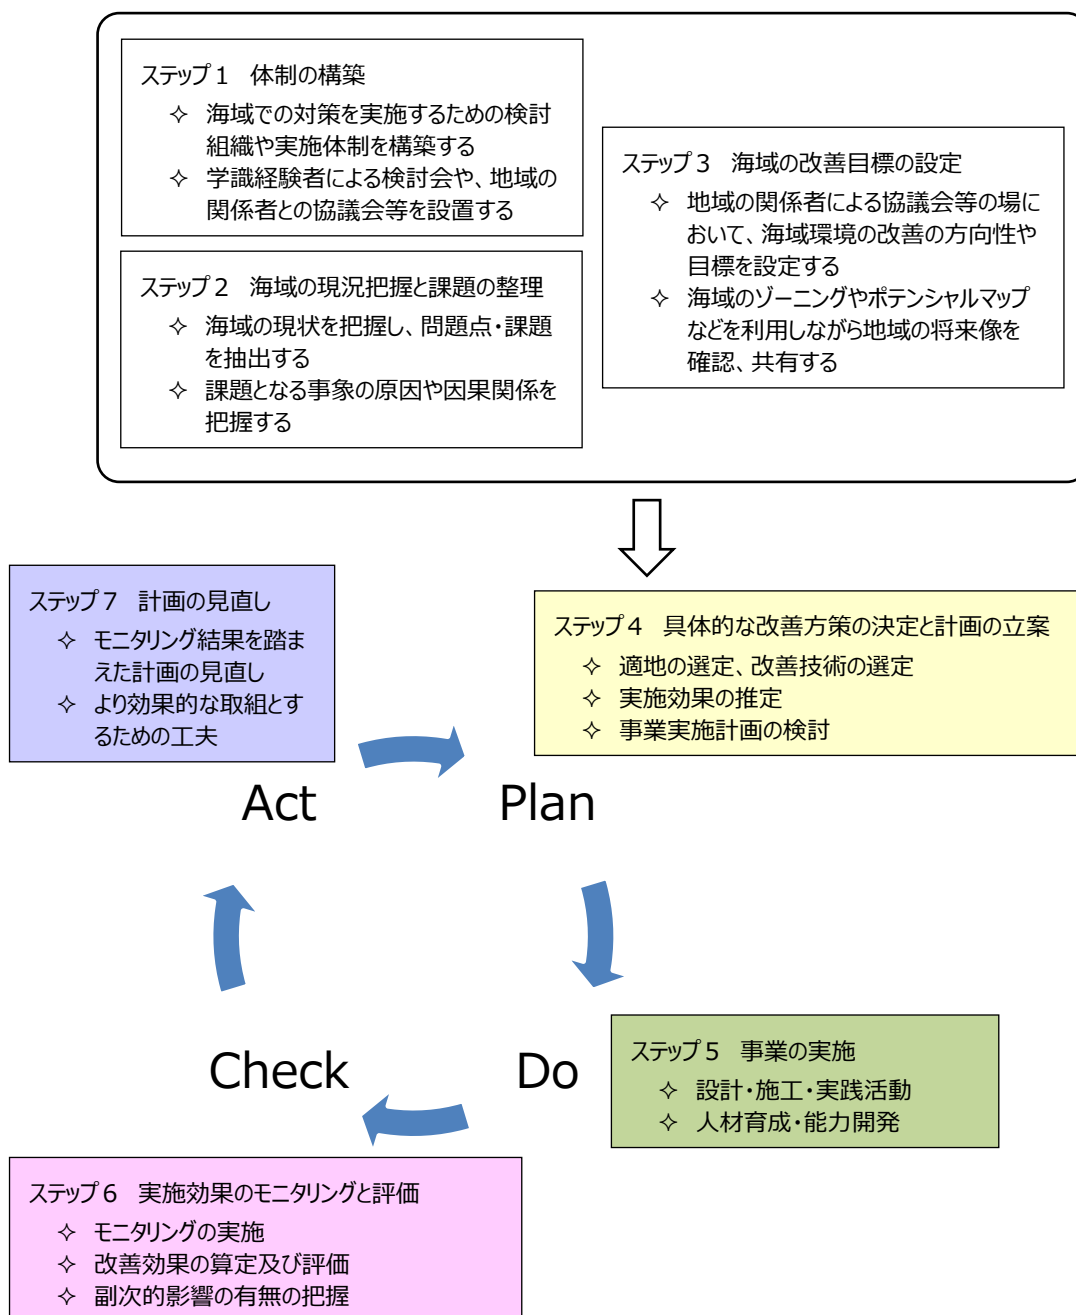 ステップ１　体制の構築
✧ 海域での対策を実施するための検討
組織や実施体制を構築する
✧ 学識経験者による検討会や、地域の
関係者との協議会等を設置する
ステップ２　海域の現況把握と課題の整理
✧ 海域の現状を把握し、問題点・課題
を抽出する
✧ 課題となる事象の原因や因果関係を
把握する
ステップ３　海域の改善目標の設定
✧ 地域の関係者による協議会等の場に
おいて、海域環境の改善の方向性や
目標を設定する
✧ 海域のゾーニングやポテンシャルマップ
などを利用しながら地域の将来像を
確認、共有する
ステップ７　計画の見直し
✧ モニタリング結果を踏ま
えた計画の見直し
✧ より効果的な取組とす
るための工夫
ステップ４　具体的な改善方策の決定と計画の立案
✧ 適地の選定、改善技術の選定
✧ 実施効果の推定
✧ 事業実施計画の検討
Act
Plan
Check
Do
ステップ５　事業の実施
✧ 設計・施工・実践活動
✧ 人材育成・能力開発
ステップ６　実施効果のモニタリングと評価
✧ モニタリングの実施
✧ 改善効果の算定及び評価
✧ 副次的影響の有無の把握